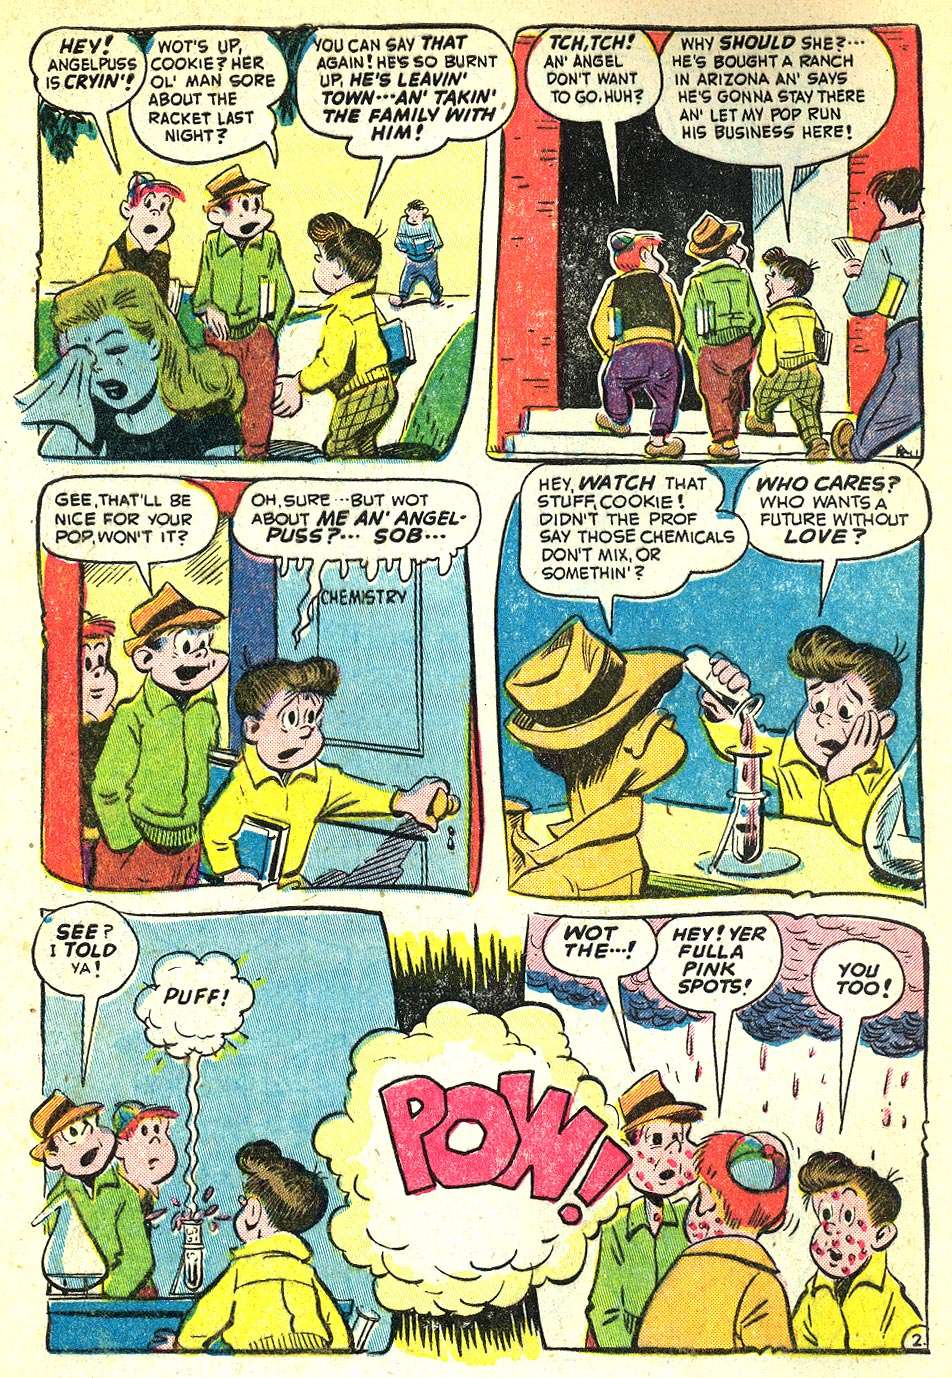 HEY!
ANGELPUSS
IS CRYIN'!
WOT'S UP,
COOKIE? HER
OL' MAN SORE
ABOUT THE
RACKET LAST
NIGHT?
YOU CAN SAY THAT
AGAIN! HE'S SO BURNT
UP, HE'S LEAVIN'
TOWN---AN' TAKIN'
THE FAMILY WITH
HIM!
TCH, TCH!
AN' ANGEL
DON'T WANT
TO GO, HUH?
WHY SHOULD SHE?---
HE'S BOUGHT A RANCH
IN ARIZONA AN' SAYS
HE'S GONNA STAY THERE
AN' LET MY POP RUN
HIS BUSINESS HERE!
GEE, THAT'LL BE
NICE FOR YOUR
POP, WON'T IT?
OH, SURE---BUT WOT
ABOUT ME AN' ANGEL-
PUSS?--- SOB---
CHEMISTRY
HEY, WATCH THAT
STUFF, COOKIE!
DIDN'T THE PROF
SAY THOSE CHEMICALS
DON'T MIX, OR
SOMETHIN'?
WHO CARES?
WHO WANTS A
FUTURE WITHOUT
LOVE?
SEE?
I TOLD
YA!
PUFF!
POW!
WOT
THE---!
HEY! YER
FULLA
PINK
SPOTS!
YOU
TOO!
2